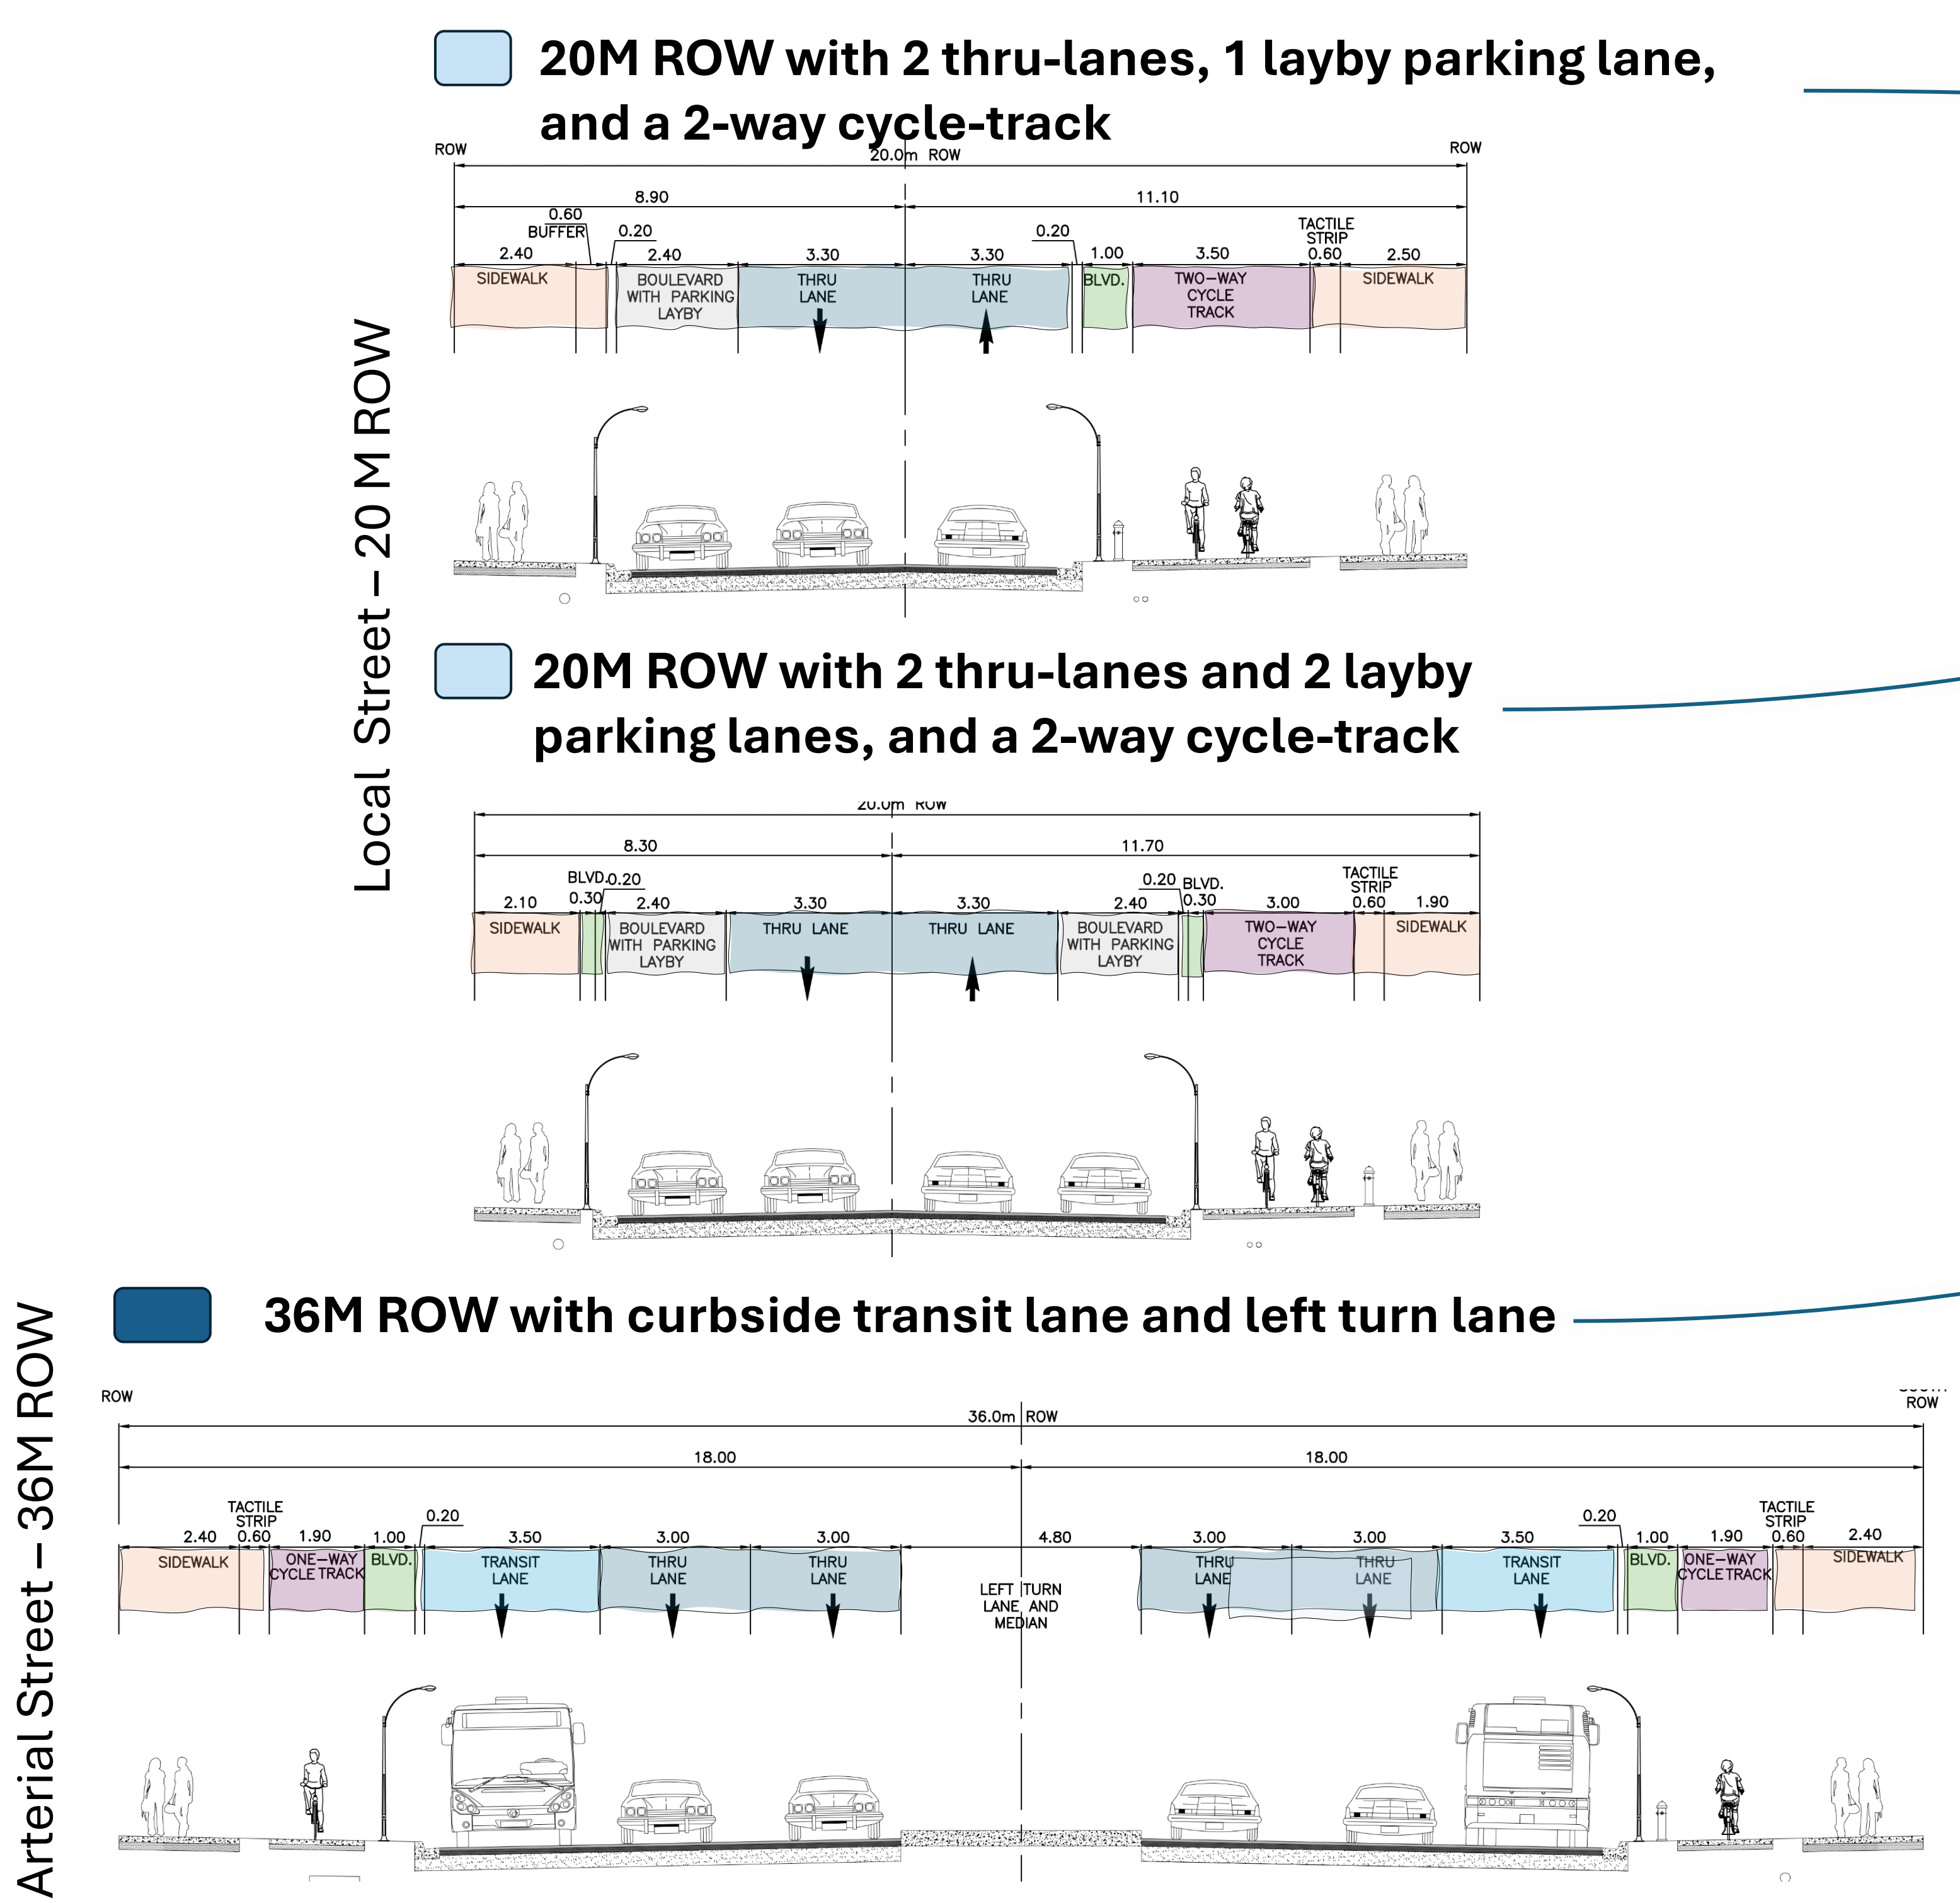 20M ROW with 2 thru-lanes, 1 layby parking lane,
and a 2-way cycle-track
ROW
20.0m ROW
ROW
8.90
11.10
0.60
BUFFER
0.20
0.20
TACTILE
STRIP
2.40
2.40
3.30
3.30
1.00
3.50
0.60
2.50
SIDEWALK
BOULEVARD
WITH PARKING
LAYBY
THRU
LANE
THRU
LANE
BLVD.
TWO-WAY
CYCLE
TRACK
SIDEWALK
Local Street – 20 M ROW
20M ROW with 2 thru-lanes and 2 layby
parking lanes, and a 2-way cycle-track
20.0m ROW
8.30
11.70
BLVD.
0.20
0.20
BLVD.
TACTILE
STRIP
2.10
0.30
2.40
3.30
3.30
2.40
0.30
3.00
0.60
1.90
SIDEWALK
BOULEVARD
WITH PARKING
LAYBY
THRU LANE
THRU LANE
BOULEVARD
WITH PARKING
LAYBY
TWO-WAY
CYCLE
TRACK
SIDEWALK
Arterial Street – 36M ROW
36M ROW with curbside transit lane and left turn lane
ROW
ROW
36.0m ROW
18.00
18.00
TACTILE
STRIP
0.20
0.20
TACTILE
STRIP
2.40
0.60
1.90
1.00
3.50
3.00
3.00
4.80
3.00
3.00
3.50
1.00
1.90
0.60
2.40
SIDEWALK
ONE-WAY
CYCLE TRACK
BLVD.
TRANSIT
LANE
THRU
LANE
THRU
LANE
LEFT TURN
LANE AND
MEDIAN
THRU
LANE
THRU
LANE
TRANSIT
LANE
BLVD.
ONE-WAY
CYCLE TRACK
SIDEWALK